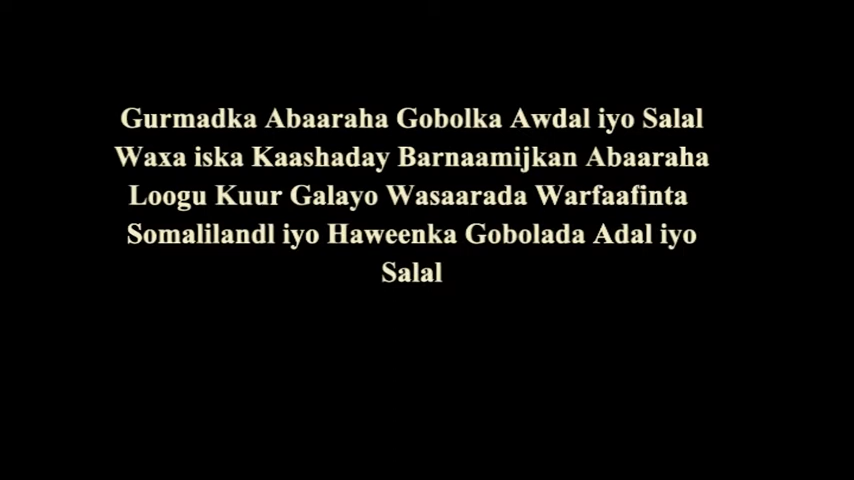 Gurmadka Abaaraha Gobolka Awdal iyo Salal
Waxa iska Kaashaday Barnaamijkan Abaaraha
Loogu Kuur Galayo Wasaarada Warfaafinta
Somalilandl iyo Haweenka Gobolada Adal iyo
Salal